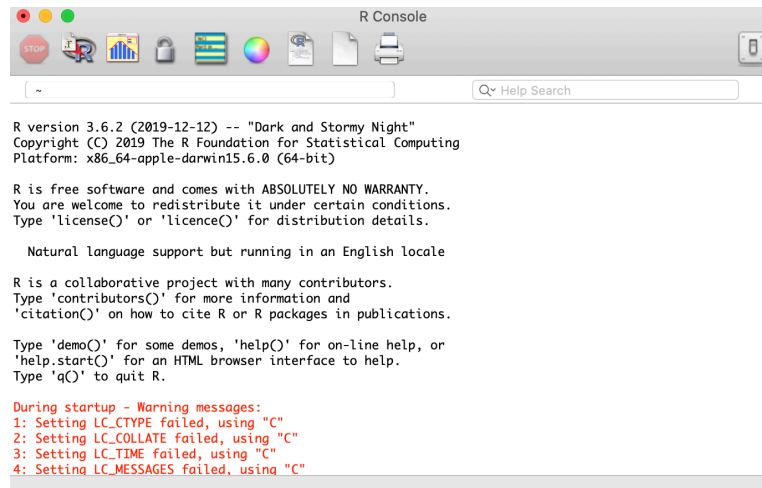 R Console
STOP
~
Help Search
R version 3.6.2 (2019-12-12) -- "Dark and Stormy Night"
Copyright (C) 2019 The R Foundation for Statistical Computing
Platform: x86_64-apple-darwin15.6.0 (64-bit)
R is free software and comes with ABSOLUTELY NO WARRANTY.
You are welcome to redistribute it under certain conditions.
Type 'license()' or 'licence()' for distribution details.
Natural language support but running in an English locale
R is a collaborative project with many contributors.
Type 'contributors()' for more information and
'citation()' on how to cite R or R packages in publications.
Type 'demo()' for some demos, 'help()' for on-line help, or
'help.start()' for an HTML browser interface to help.
Type 'q()' to quit R.
During startup - Warning messages:
1: Setting LC_CTYPE failed, using "C"
2: Setting LC_COLLATE failed, using "C"
3: Setting LC_TIME failed, using "C"
4: Setting LC_MESSAGES failed, using "C"